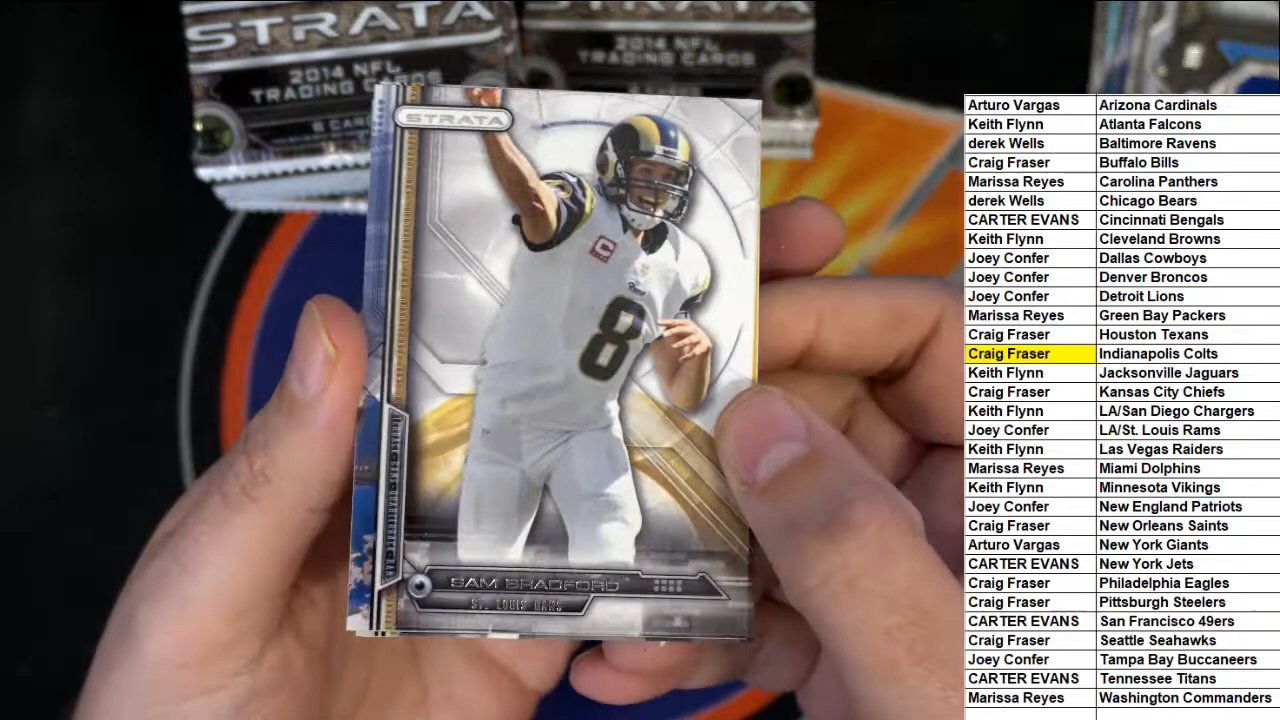 STRATA
2014 NFL
TRADING CARDS
6 CAR
STRATA
2014 NFL
TRADING CARDS
STRATA
C
Rams
8
SAM BRADFORD
ST. LOUIS RAMS
Arturo Vargas Arizona Cardinals
Keith Flynn Atlanta Falcons
derek Wells Baltimore Ravens
Craig Fraser Buffalo Bills
Marissa Reyes Carolina Panthers
derek Wells Chicago Bears
CARTER EVANS Cincinnati Bengals
Keith Flynn Cleveland Browns
Joey Confer Dallas Cowboys
Joey Confer Denver Broncos
Joey Confer Detroit Lions
Marissa Reyes Green Bay Packers
Craig Fraser Houston Texans
Craig Fraser Indianapolis Colts
Keith Flynn Jacksonville Jaguars
Craig Fraser Kansas City Chiefs
Keith Flynn LA/San Diego Chargers
Joey Confer LA/St. Louis Rams
Keith Flynn Las Vegas Raiders
Marissa Reyes Miami Dolphins
Keith Flynn Minnesota Vikings
Joey Confer New England Patriots
Craig Fraser New Orleans Saints
Arturo Vargas New York Giants
CARTER EVANS New York Jets
Craig Fraser Philadelphia Eagles
Craig Fraser Pittsburgh Steelers
CARTER EVANS San Francisco 49ers
Craig Fraser Seattle Seahawks
Joey Confer Tampa Bay Buccaneers
CARTER EVANS Tennessee Titans
Marissa Reyes Washington Commanders